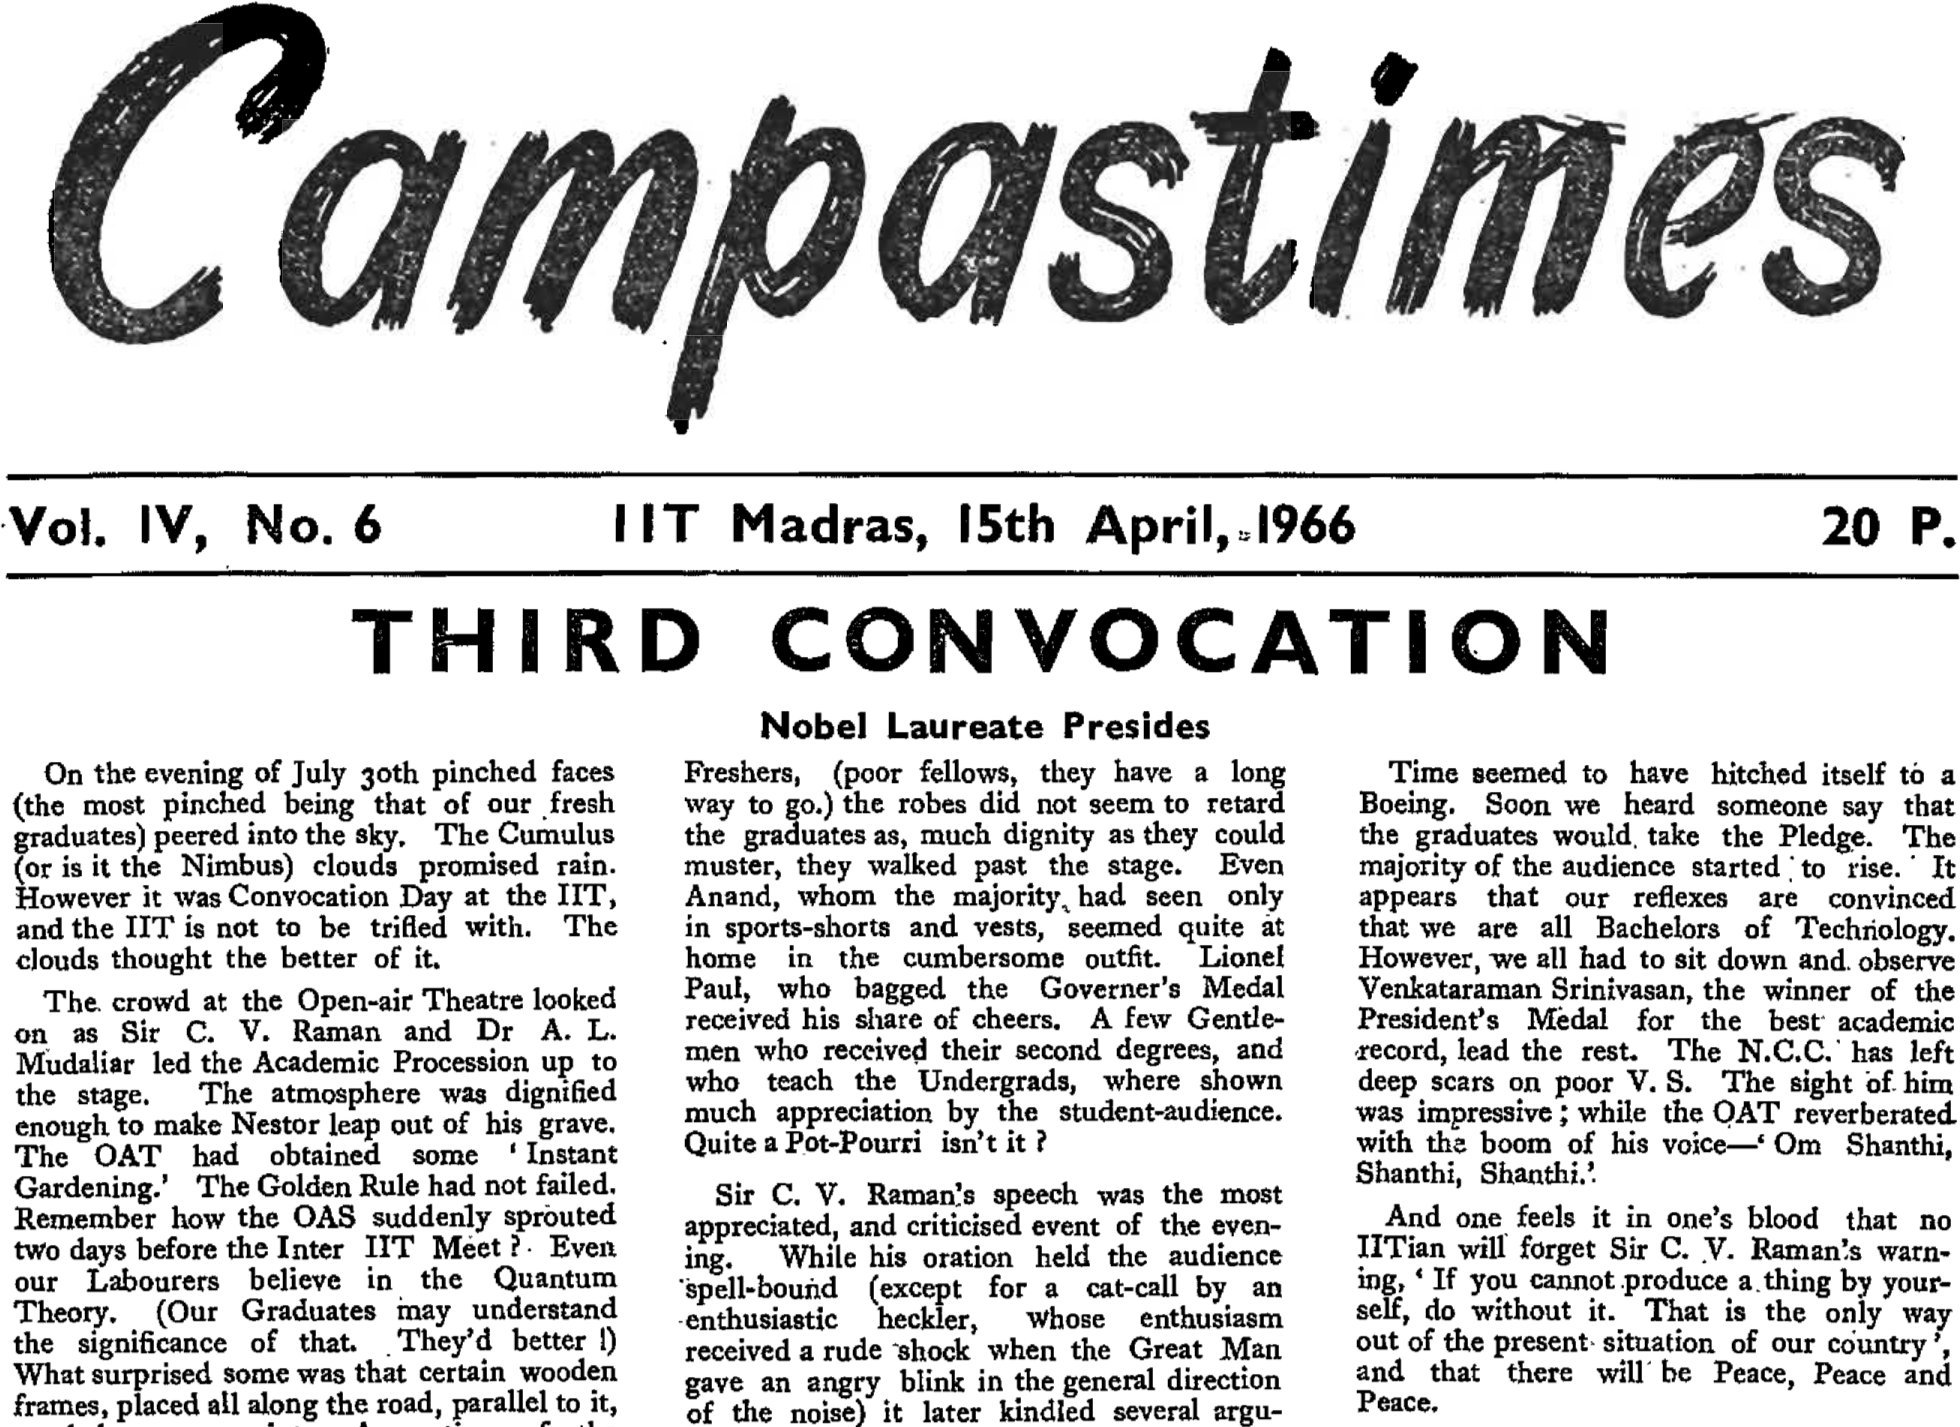 Campastimes
Vol. IV, No. 6 IIT Madras, 15th April, 1966 20 P.
THIRD CONVOCATION
Nobel Laureate Presides
On the evening of July 30th pinched faces
(the most pinched being that of our fresh
graduates) peered into the sky. The Cumulus
(or is it the Nimbus) clouds promised rain.
However it was Convocation Day at the IIT,
and the IIT is not to be trifled with. The
clouds thought the better of it.
The crowd at the Open-air Theatre looked
on as Sir C. V. Raman and Dr A. L.
Mudaliar led the Academic Procession up to
the stage. The atmosphere was dignified
enough to make Nestor leap out of his grave.
The OAT had obtained some ' Instant
Gardening.' The Golden Rule had not failed.
Remember how the OAS suddenly sprouted
two days before the Inter IIT Meet ? Even
our Labourers believe in the Quantum
Theory. (Our Graduates may understand
the significance of that. They'd better !)
What surprised some was that certain wooden
frames, placed all along the road, parallel to it,
Freshers, (poor fellows, they have a long
way to go.) the robes did not seem to retard
the graduates as, much dignity as they could
muster, they walked past the stage. Even
Anand, whom the majority had seen only
in sports-shorts and vests, seemed quite at
home in the cumbersome outfit. Lionel
Paul, who bagged the Governer's Medal
received his share of cheers. A few Gentle-
men who received their second degrees, and
who teach the Undergrads, where shown
much appreciation by the student-audience.
Quite a Pot-Pourri isn't it ?
Sir C. V. Raman's speech was the most
appreciated, and criticised event of the even-
ing. While his oration held the audience
spell-bound (except for a cat-call by an
enthusiastic heckler, whose enthusiasm
received a rude shock when the Great Man
gave an angry blink in the general direction
of the noise) it later kindled several argu-
Time seemed to have hitched itself to a
Boeing. Soon we heard someone say that
the graduates would take the Pledge. The
majority of the audience started to rise. It
appears that our reflexes are convinced
that we are all Bachelors of Technology.
However, we all had to sit down and observe
Venkataraman Srinivasan, the winner of the
President's Medal for the best academic
record, lead the rest. The N.C.C. has left
deep scars on poor V. S. The sight of him
was impressive ; while the OAT reverberated
with the boom of his voice—' Om Shanthi,
Shanthi, Shanthi.'
And one feels it in one's blood that no
IITian will forget Sir C. V. Raman's warn-
ing, ' If you cannot produce a thing by your-
self, do without it. That is the only way
out of the present situation of our country ',
and that there will be Peace, Peace and
Peace.